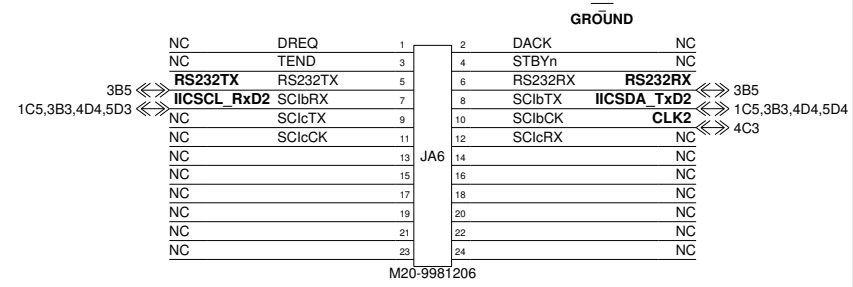 GROUND
NC DREQ 1 2 DACK NC
NC TEND 3 4 STBYn NC
3B5 RS232TX RS232TX 5 6 RS232RX RS232RX 3B5
1C5,3B3,4D4,5D3 IICSCL_RxD2 SCIbRX 7 8 SCIbTX IICSDA_TxD2 1C5,3B3,4D4,5D4
NC SCIcTX 9 10 SCIbCK CLK2 4C3
NC SCIcCK 11 12 SCIcRX NC
NC 13 JA6 14 NC
NC 15 16 NC
NC 17 18 NC
NC 19 20 NC
NC 21 22 NC
NC 23 24 NC
M20-9981206